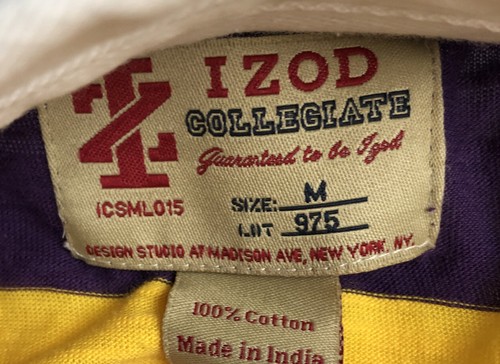 IZ
IZOD
COLLEGIATE
Guaranteed to be Izod
ICSML015
SIZE: M
LOT 975
DESIGN STUDIO AT MADISON AVE, NEW YORK, NY.
100% Cotton
Made in India